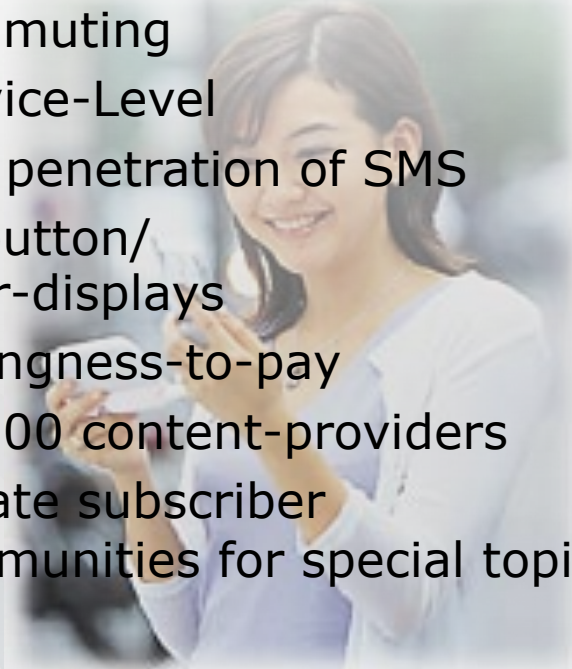 muting
vice-Level
penetration of SMS
utton/
r-displays
ngness-to-pay
00 content-providers
ate subscriber
munities for special topi